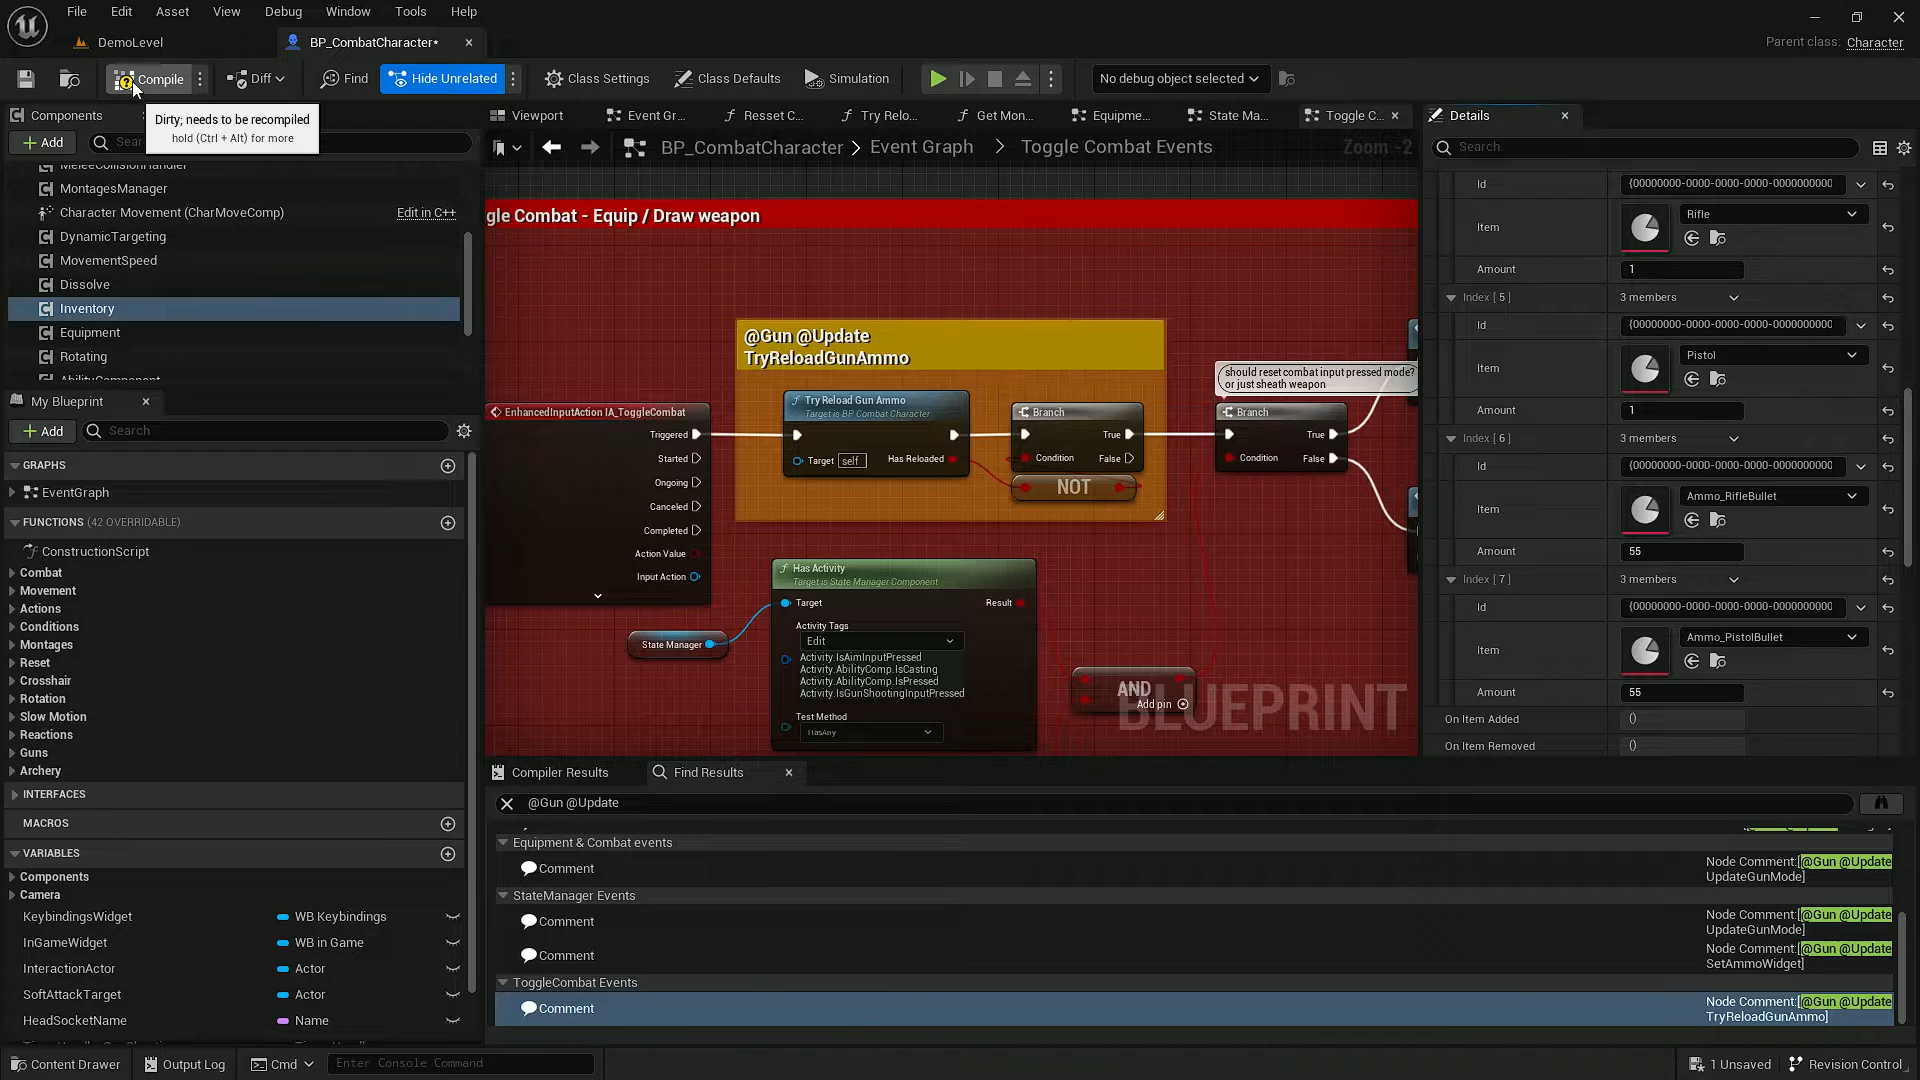 File Edit Asset View Debug Window Tools Help
DemoLevel
BP_CombatCharacter*
Parent class: Character
Compile
Diff
Find
Hide Unrelated
Class Settings
Class Defaults
Simulation
No debug object selected
Dirty; needs to be recompiled
hold (Ctrl + Alt) for more
Components
Add
MeleeCollisionHandler
MontagesManager
Character Movement (CharMoveComp) Edit in C++
DynamicTargeting
MovementSpeed
Dissolve
Inventory
Equipment
Rotating
AbilityComponent
My Blueprint
Add
Search
GRAPHS
EventGraph
FUNCTIONS (42 OVERRIDABLE)
ConstructionScript
Combat
Movement
Actions
Conditions
Montages
Reset
Crosshair
Rotation
Slow Motion
Reactions
Guns
Archery
INTERFACES
MACROS
VARIABLES
Components
Camera
KeybindingsWidget WB Keybindings
InGameWidget WB in Game
InteractionActor Actor
SoftAttackTarget Actor
HeadSocketName Name
Viewport
Event Gr...
Resset C...
Try Relo...
Get Mon...
Equipme...
State Ma...
Toggle C...
BP_CombatCharacter > Event Graph > Toggle Combat Events
Zoom -2
gle Combat - Equip / Draw weapon
@Gun @Update
TryReloadGunAmmo
EnhancedInputAction IA_ToggleCombat
Triggered
Started
Ongoing
Canceled
Completed
Action Value
Input Action
Try Reload Gun Ammo
Target is BP Combat Character
Target self
Has Reloaded
Branch
True
Condition False
NOT
should reset combat input pressed mode?
or just sheath weapon
Branch
True
Condition False
Has Activity
Target is State Manager Component
Target Result
Activity Tags
Edit
Activity.IsAimInputPressed
Activity.AbilityComp.IsCasting
Activity.AbilityComp.IsPressed
Activity.IsGunShootingInputPressed
Test Method
HasAny
State Manager
AND
Add pin
BLUEPRINT
Details
Search
Id {00000000-0000-0000-0000-0000000000
Item Rifle
Amount 1
Index [ 5 ] 3 members
Id {00000000-0000-0000-0000-0000000000
Item Pistol
Amount 1
Index [ 6 ] 3 members
Id {00000000-0000-0000-0000-0000000000
Item Ammo_RifleBullet
Amount 55
Index [ 7 ] 3 members
Id {00000000-0000-0000-0000-0000000000
Item Ammo_PistolBullet
Amount 55
On Item Added ()
On Item Removed ()
Compiler Results
Find Results
@Gun @Update
Equipment & Combat events
Comment Node Comment:[@Gun @Update
UpdateGunMode]
StateManager Events
Comment Node Comment:[@Gun @Update
UpdateGunMode]
Comment Node Comment:[@Gun @Update
SetAmmoWidget]
ToggleCombat Events
Comment Node Comment:[@Gun @Update
TryReloadGunAmmo]
Content Drawer
Output Log
Cmd
Enter Console Command
1 Unsaved
Revision Control